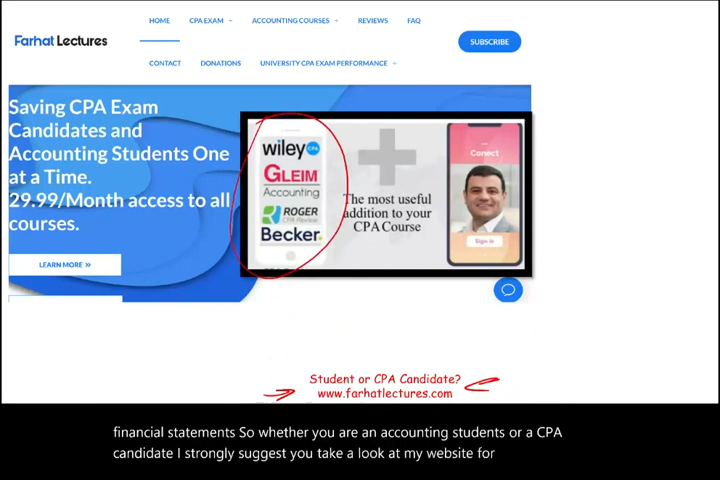 HOME CPA EXAM ACCOUNTING COURSES REVIEWS FAQ
Farhat Lectures
SUBSCRIBE
CONTACT DONATIONS UNIVERSITY CPA EXAM PERFORMANCE
Saving CPA Exam
Candidates and
Accounting Students One
at a Time.
29.99/Month access to all
courses.
LEARN MORE
wiley CPA
GLEIM
Accounting
ROGER
CPA Review
Becker.
The most useful
addition to your
CPA Course
Conect
Sign in
Student or CPA Candidate?
www.farhatlectures.com
financial statements So whether you are an accounting students or a CPA
candidate I strongly suggest you take a look at my website for